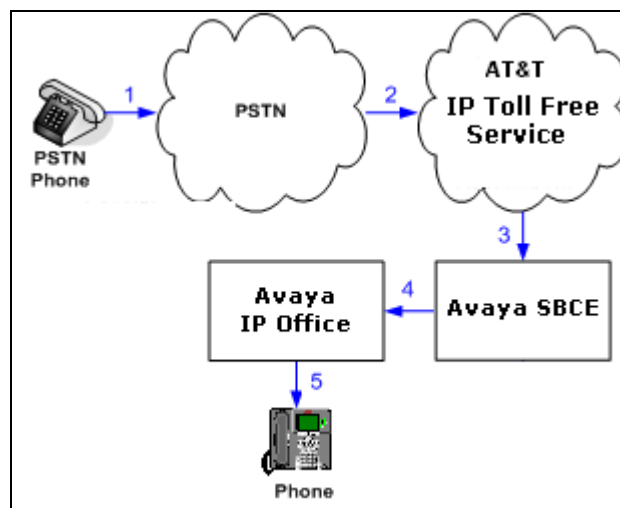 1
PSTN
Phone
PSTN
2
AT&T
IP Toll Free
Service
3
Avaya SBCE
4
Avaya
IP Office
5
Phone